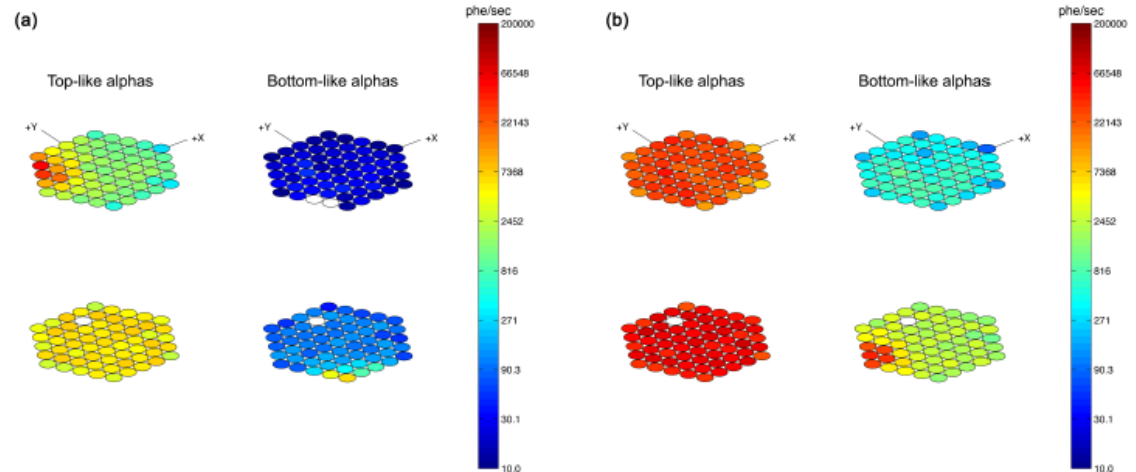 (a)
phe/sec
200000
66548
22143
7368
2452
816
271
90.3
30.1
10.0
Top-like alphas
Bottom-like alphas
+Y
+X
+Y
+X
(b)
phe/sec
200000
66548
22143
7368
2452
816
271
90.3
30.1
10.0
Top-like alphas
Bottom-like alphas
+Y
+X
+Y
+X